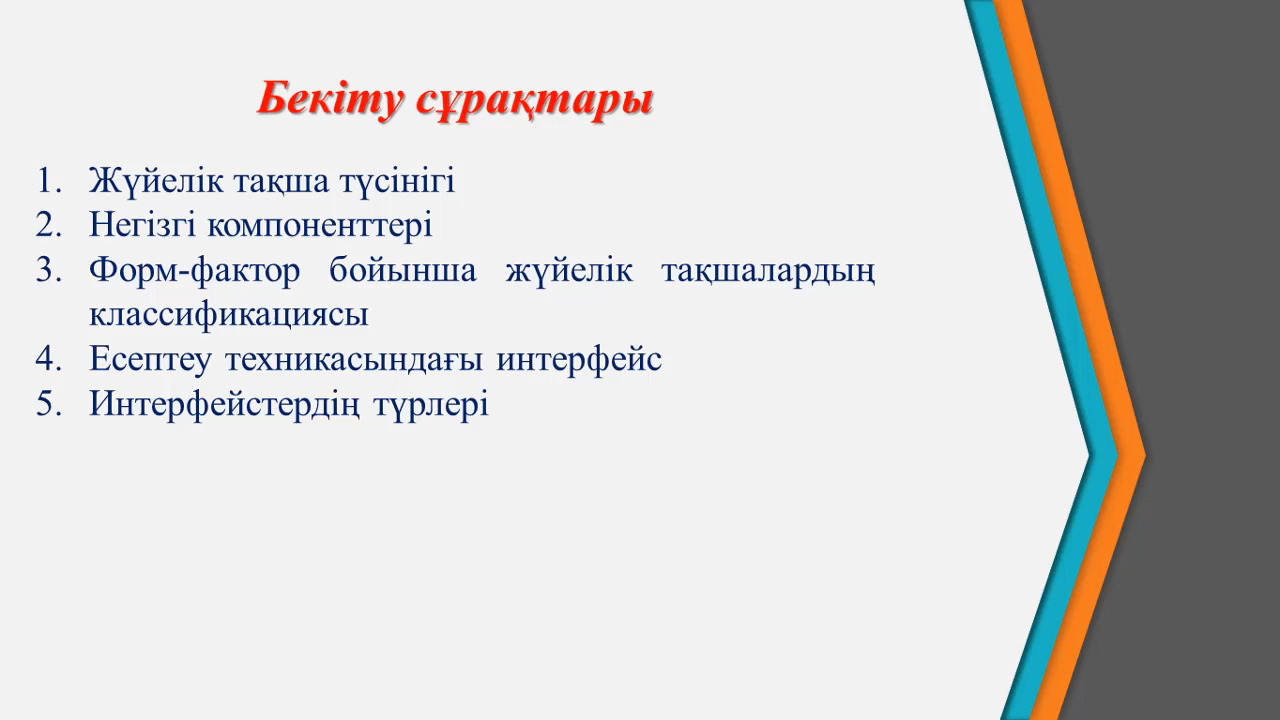 Бекіту сұрақтары
1. Жүйелік тақша түсінігі
2. Негізгі компоненттері
3. Форм-фактор бойынша жүйелік тақшалардың
классификациясы
4. Есептеу техникасындағы интерфейс
5. Интерфейстердің түрлері